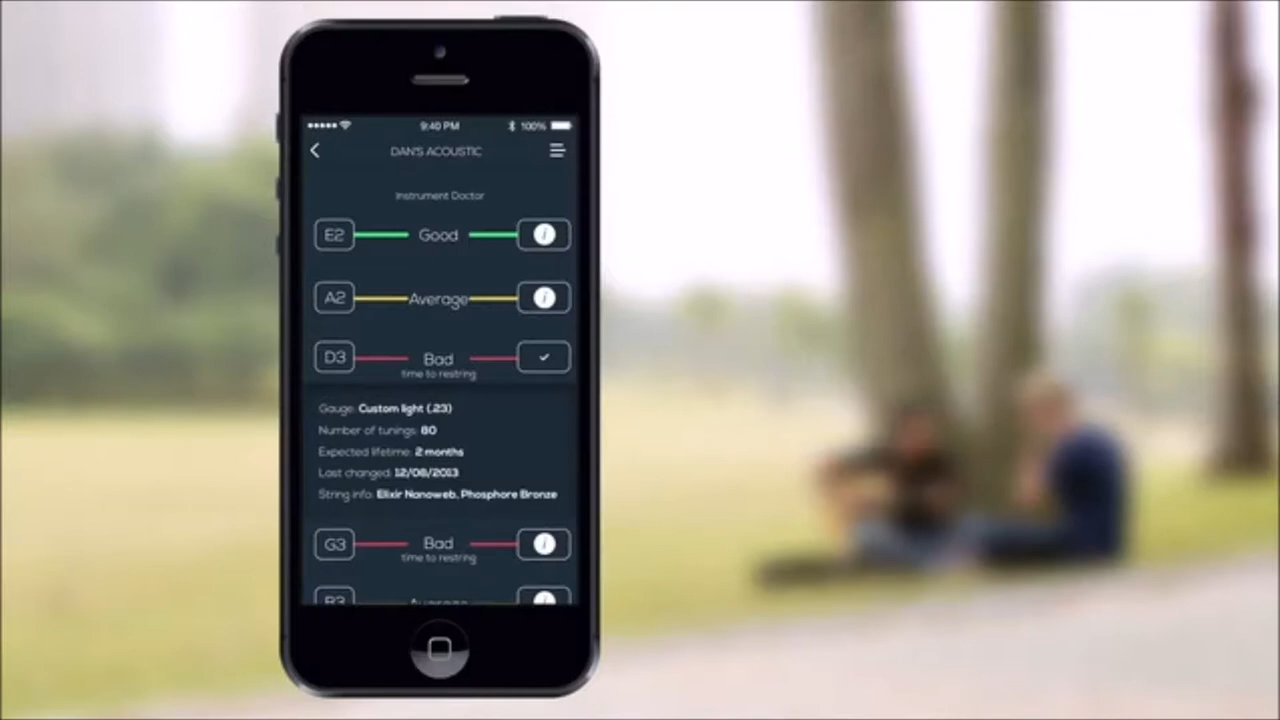 9:40 PM 100%
DAN'S ACOUSTIC
Instrument Doctor
E2 Good i
A2 Average i
D3 Bad
time to restring
Gauge: Custom light (.23)
Number of tunings: 80
Expected lifetime: 2 months
Last changed: 12/08/2013
String info: Elixir Nanoweb, Phosphore Bronze
G3 Bad i
time to restring
B3 Average i